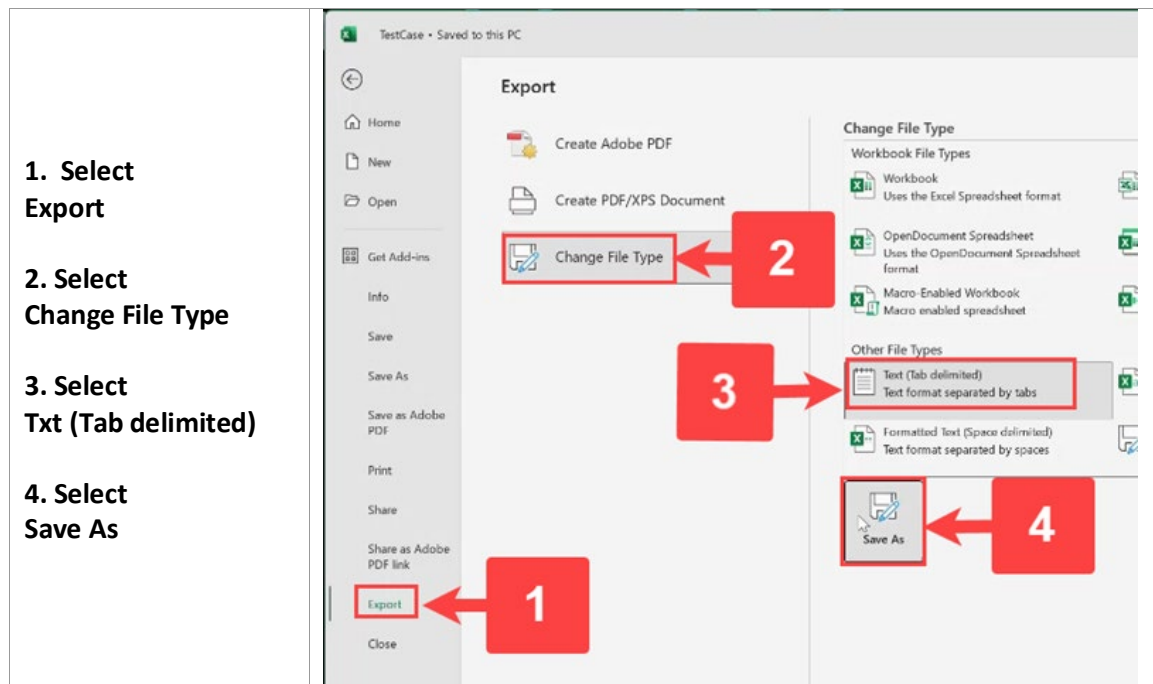 1. Select
Export
2. Select
Change File Type
3. Select
Txt (Tab delimited)
4. Select
Save As
TestCase • Saved to this PC
Home
New
Open
Get Add-ins
Info
Save
Save As
Save as Adobe
PDF
Print
Share
Share as Adobe
PDF link
Export
Close
1
Export
Create Adobe PDF
Create PDF/XPS Document
Change File Type
2
Change File Type
Workbook File Types
Workbook
Uses the Excel Spreadsheet format
OpenDocument Spreadsheet
Uses the OpenDocument Spreadsheet
format
Macro-Enabled Workbook
Macro enabled spreadsheet
Other File Types
3
Text (Tab delimited)
Text format separated by tabs
Formatted Text (Space delimited)
Text format separated by spaces
Save As
4